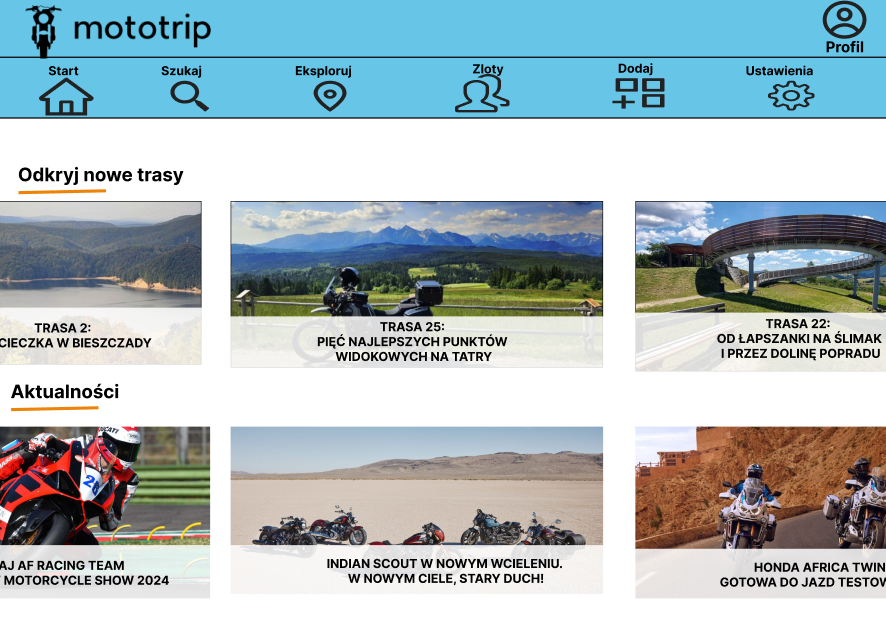 mototrip
Profil
Start
Szukaj
Eksploruj
Zloty
Dodaj
Ustawienia
Odkryj nowe trasy
TRASA 2:
CIECZKA W BIESZCZADY
TRASA 25:
PIĘĆ NAJLEPSZYCH PUNKTÓW
WIDOKOWYCH NA TATRY
TRASA 22:
OD ŁAPSZANKI NA ŚLIMAK
I PRZEZ DOLINĘ POPRADU
Aktualności
AJ AF RACING TEAM
MOTORCYCLE SHOW 2024
INDIAN SCOUT W NOWYM WCIELENIU.
W NOWYM CIELE, STARY DUCH!
HONDA AFRICA TWIN
GOTOWA DO JAZD TESTOW